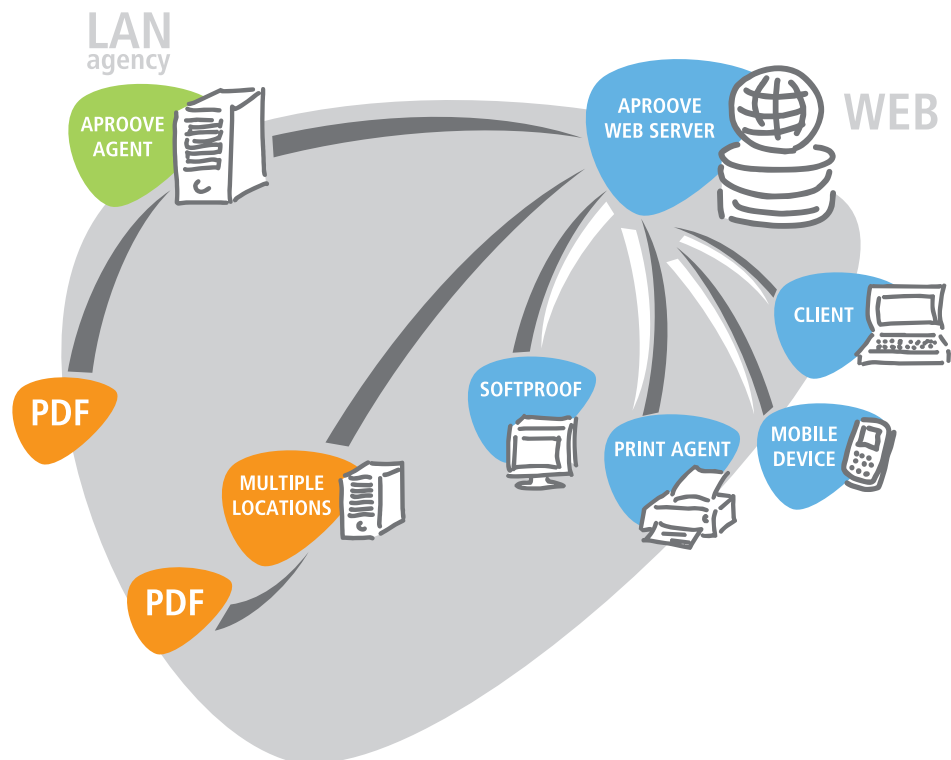 LAN
agency
APROOVE
AGENT
APROOVE
WEB SERVER
WEB
CLIENT
PDF
SOFTPROOF
PRINT AGENT
MOBILE
DEVICE
MULTIPLE
LOCATIONS
PDF